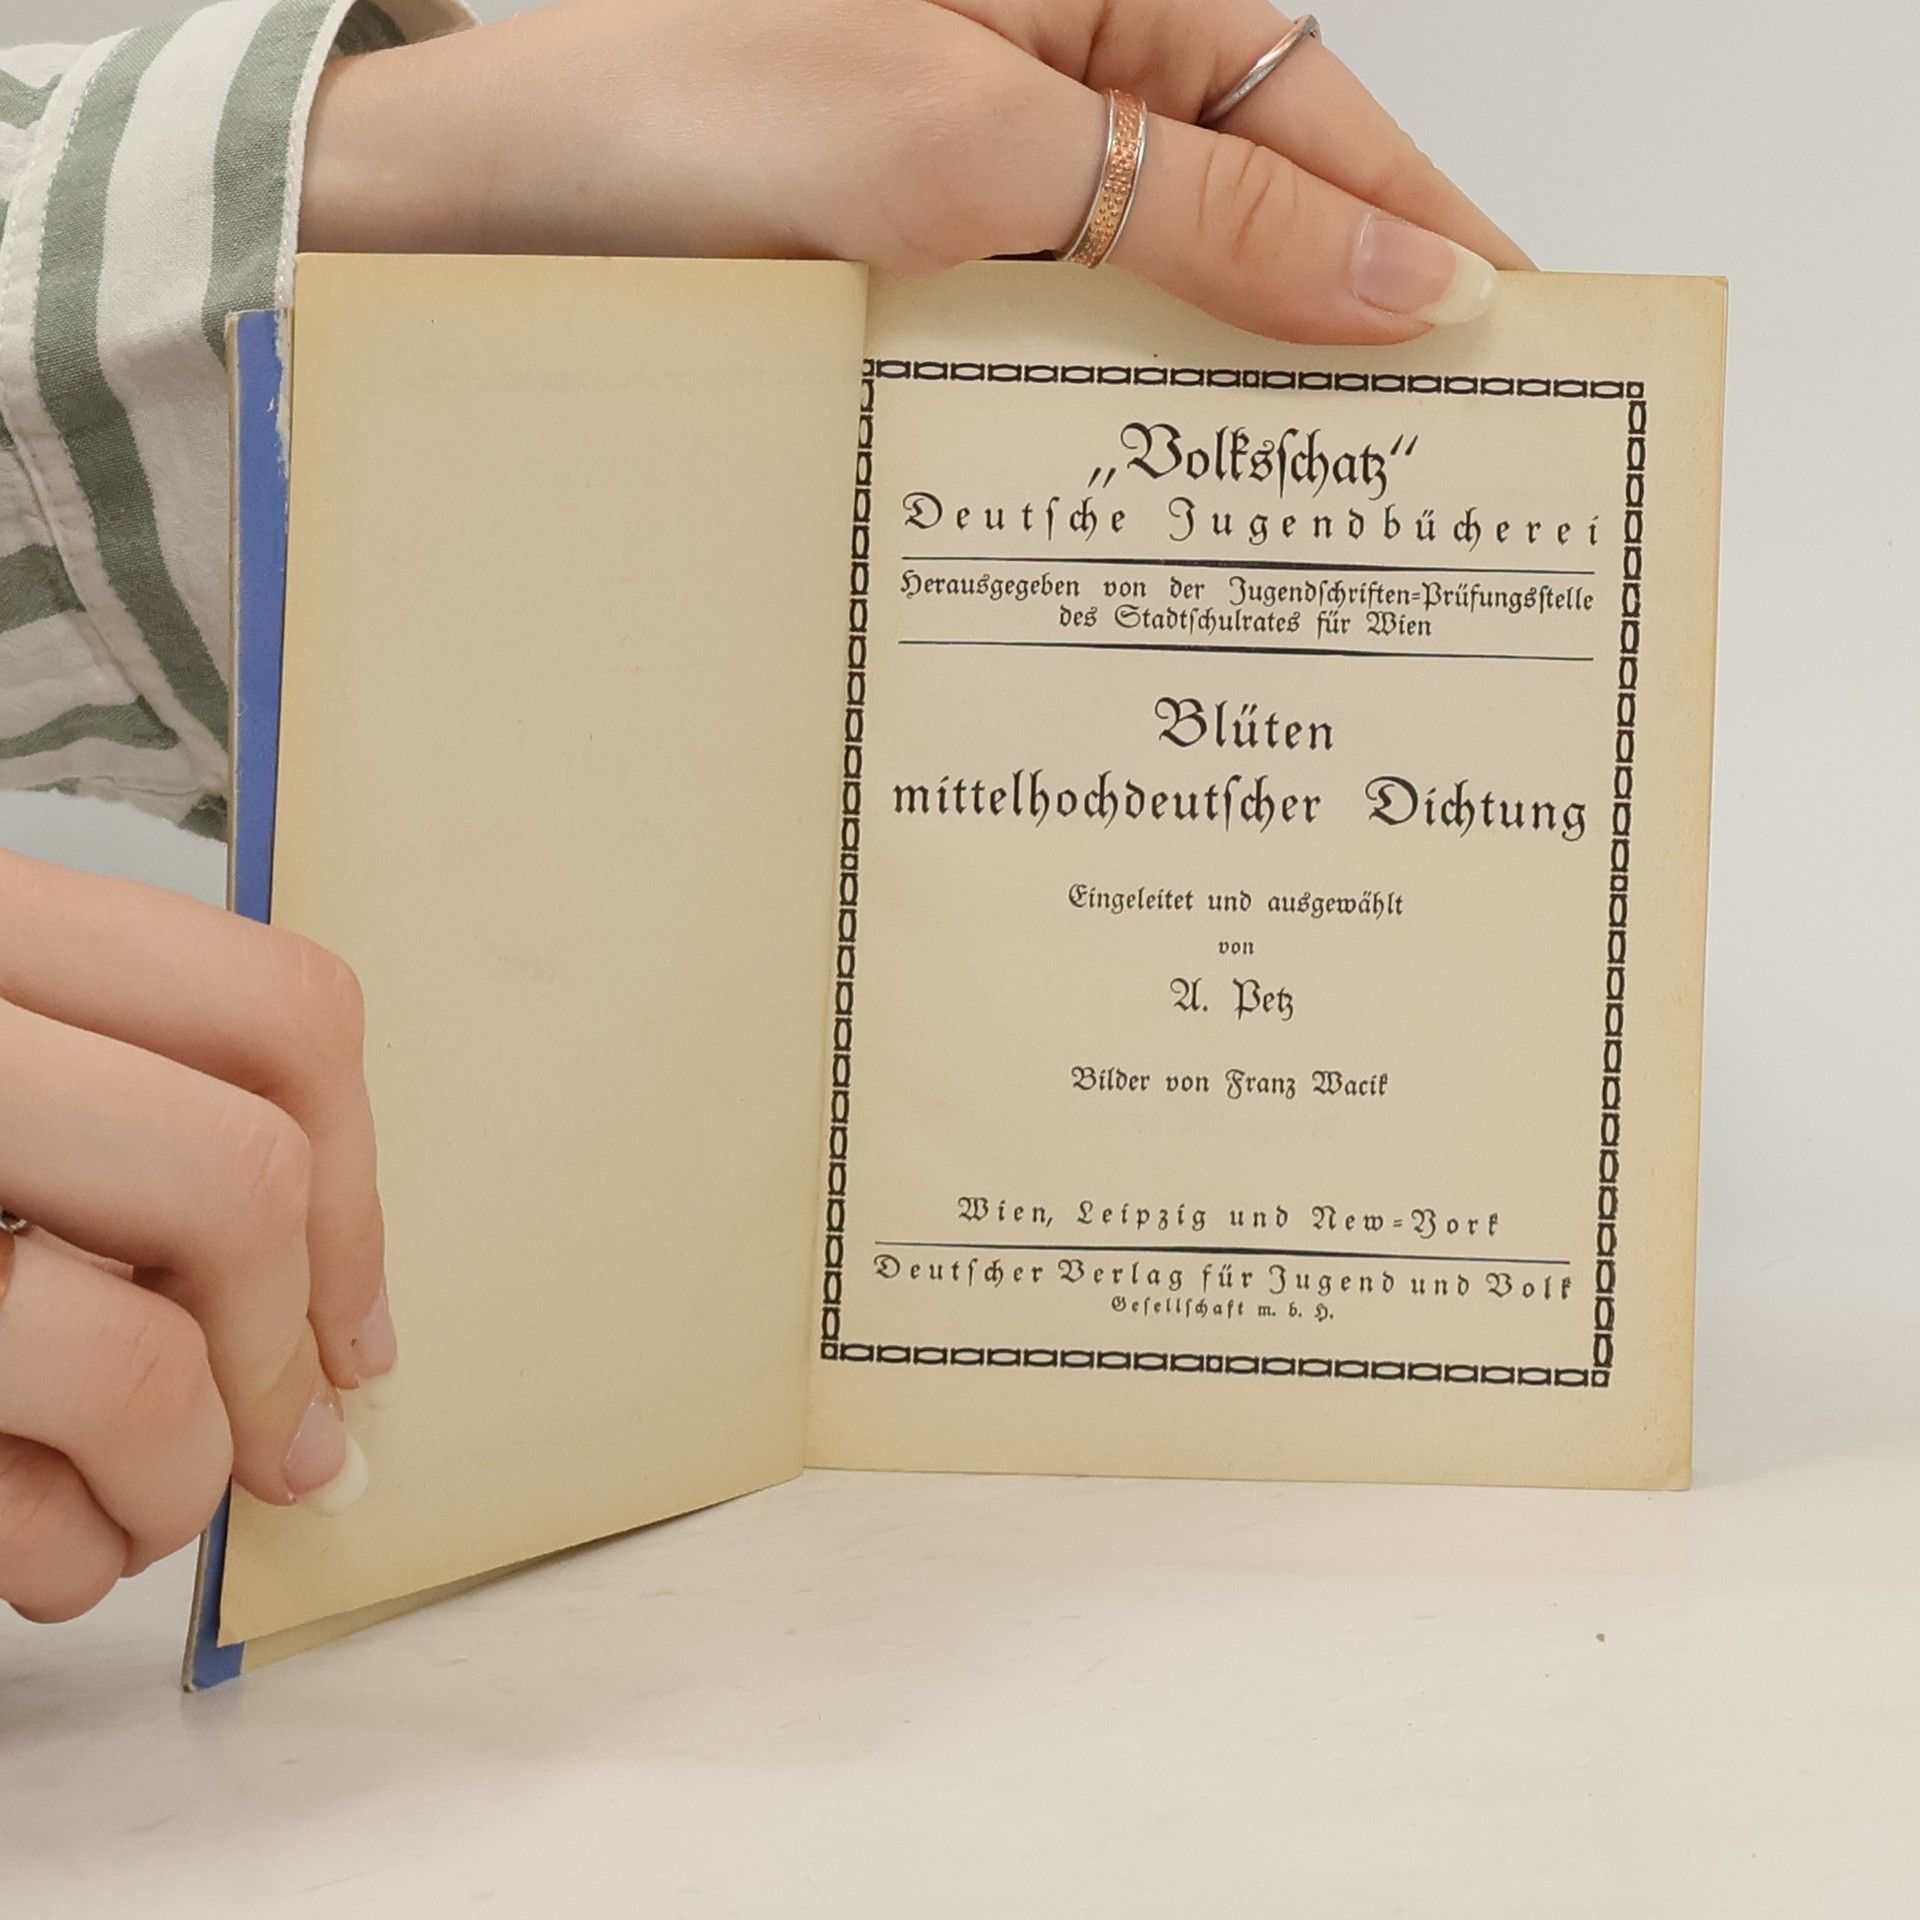 „Volksſchatz“
Deutſche Jugendbücherei
Herausgegeben von der Jugendſchriften=Prüfungsſtelle
des Stadtſchulrates für Wien
Blüten
mittelhochdeutſcher Dichtung
Eingeleitet und ausgewählt
von
A. Petz
Bilder von Franz Wacik
Wien, Leipzig und New=York
Deutſcher Verlag für Jugend und Volk
Geſellſchaft m. b. H.